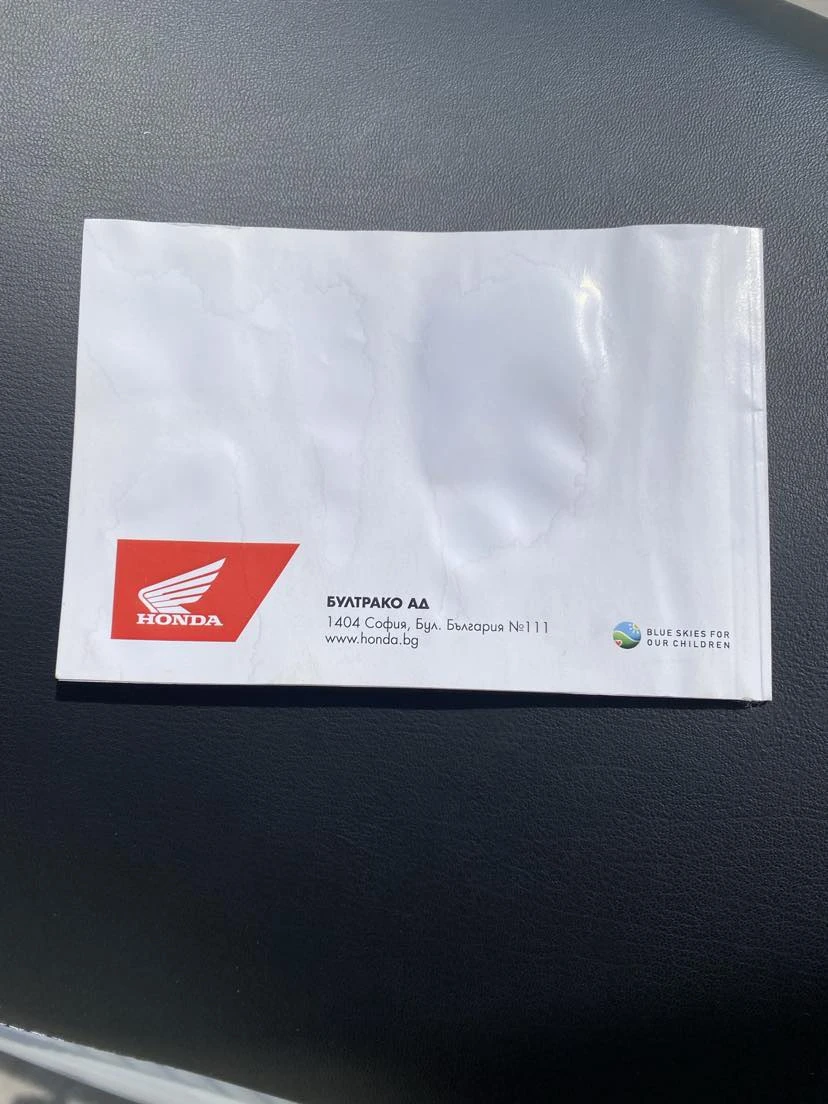 HONDA
БУЛТРАКО АД
1404 София, Бул. България №111
www.honda.bg
BLUE SKIES FOR
OUR CHILDREN